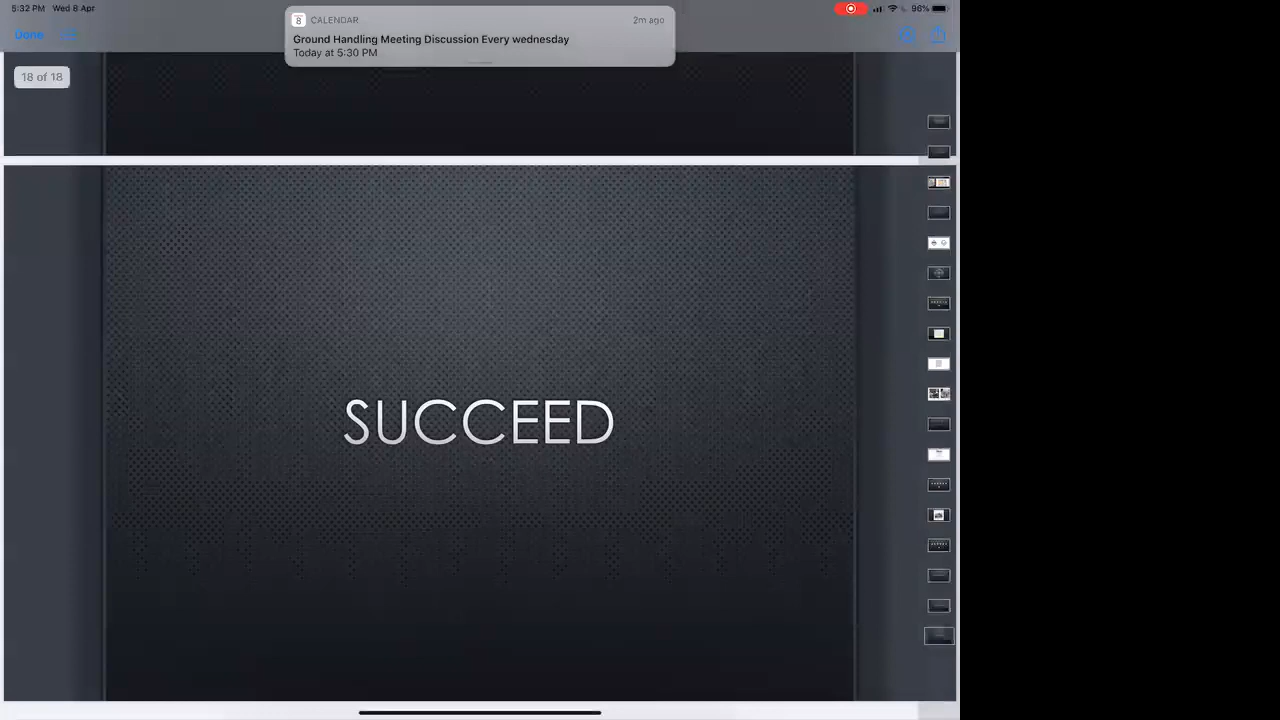 5:32 PM Wed 8 Apr
96%
8 CALENDAR
2m ago
Ground Handling Meeting Discussion Every wednesday
Today at 5:30 PM
Done
18 of 18
SUCCEED